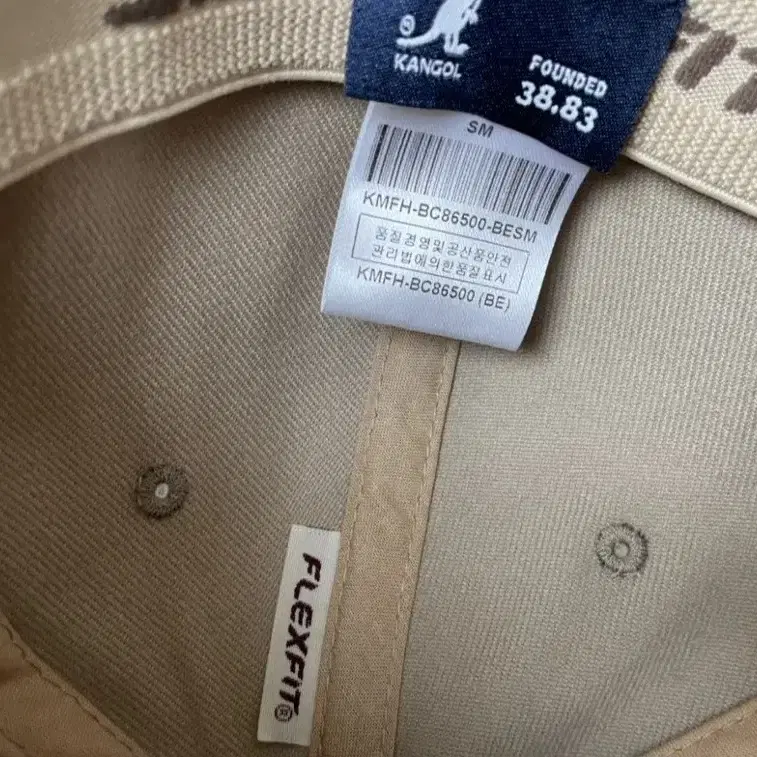 KANGOL
FOUNDED
38.83
SM
KMFH-BC86500-BESM
품질경영및공산품안전
관리법에의한품질표시
KMFH-BC86500 (BE)
FLEXFIT®